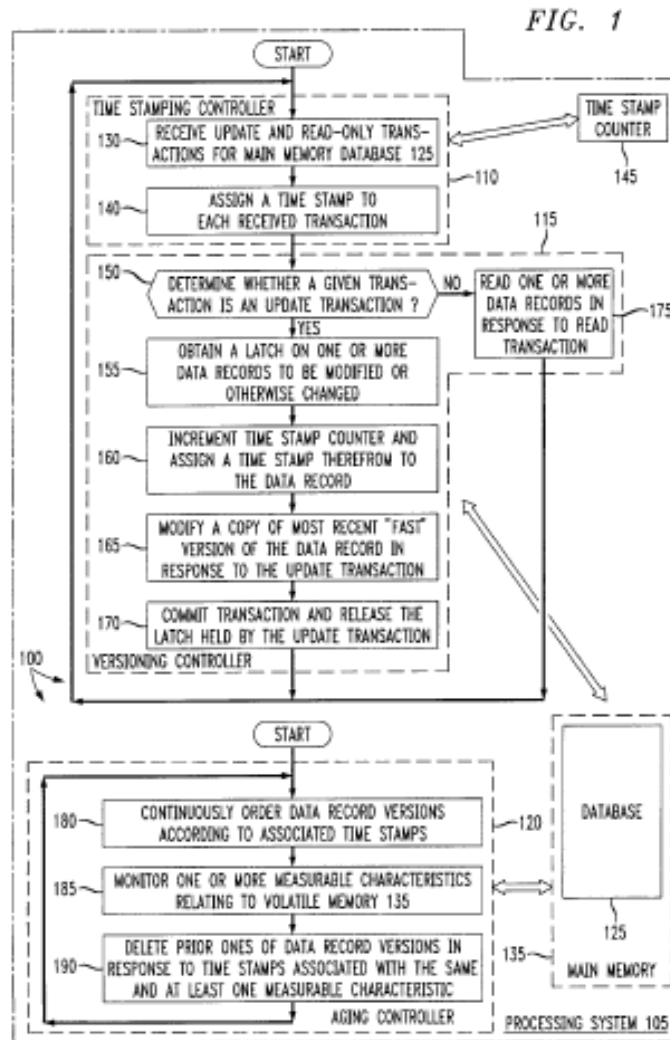 FIG. 1
START
TIME STAMPING CONTROLLER
130
RECEIVE UPDATE AND READ-ONLY TRANS-
ACTIONS FOR MAIN MEMORY DATABASE 125
TIME STAMP
COUNTER
145
140
ASSIGN A TIME STAMP TO
EACH RECEIVED TRANSACTION
110
115
150
DETERMINE WHETHER A GIVEN TRANS-
ACTION IS AN UPDATE TRANSACTION ?
NO
READ ONE OR MORE
DATA RECORDS IN
RESPONSE TO READ
TRANSACTION
175
YES
155
OBTAIN A LATCH ON ONE OR MORE
DATA RECORDS TO BE MODIFIED OR
OTHERWISE CHANGED
160
INCREMENT TIME STAMP COUNTER AND
ASSIGN A TIME STAMP THEREFROM TO
THE DATA RECORD
165
MODIFY A COPY OF MOST RECENT "FAST"
VERSION OF THE DATA RECORD IN
RESPONSE TO THE UPDATE TRANSACTION
170
COMMIT TRANSACTION AND RELEASE THE
LATCH HELD BY THE UPDATE TRANSACTION
VERSIONING CONTROLLER
100
START
180
CONTINUOUSLY ORDER DATA RECORD VERSIONS
ACCORDING TO ASSOCIATED TIME STAMPS
120
185
MONITOR ONE OR MORE MEASURABLE CHARACTERISTICS
RELATING TO VOLATILE MEMORY 135
190
DELETE PRIOR ONES OF DATA RECORD VERSIONS IN
RESPONSE TO TIME STAMPS ASSOCIATED WITH THE SAME
AND AT LEAST ONE MEASURABLE CHARACTERISTIC
AGING CONTROLLER
DATABASE
125
135
MAIN MEMORY
PROCESSING SYSTEM 105